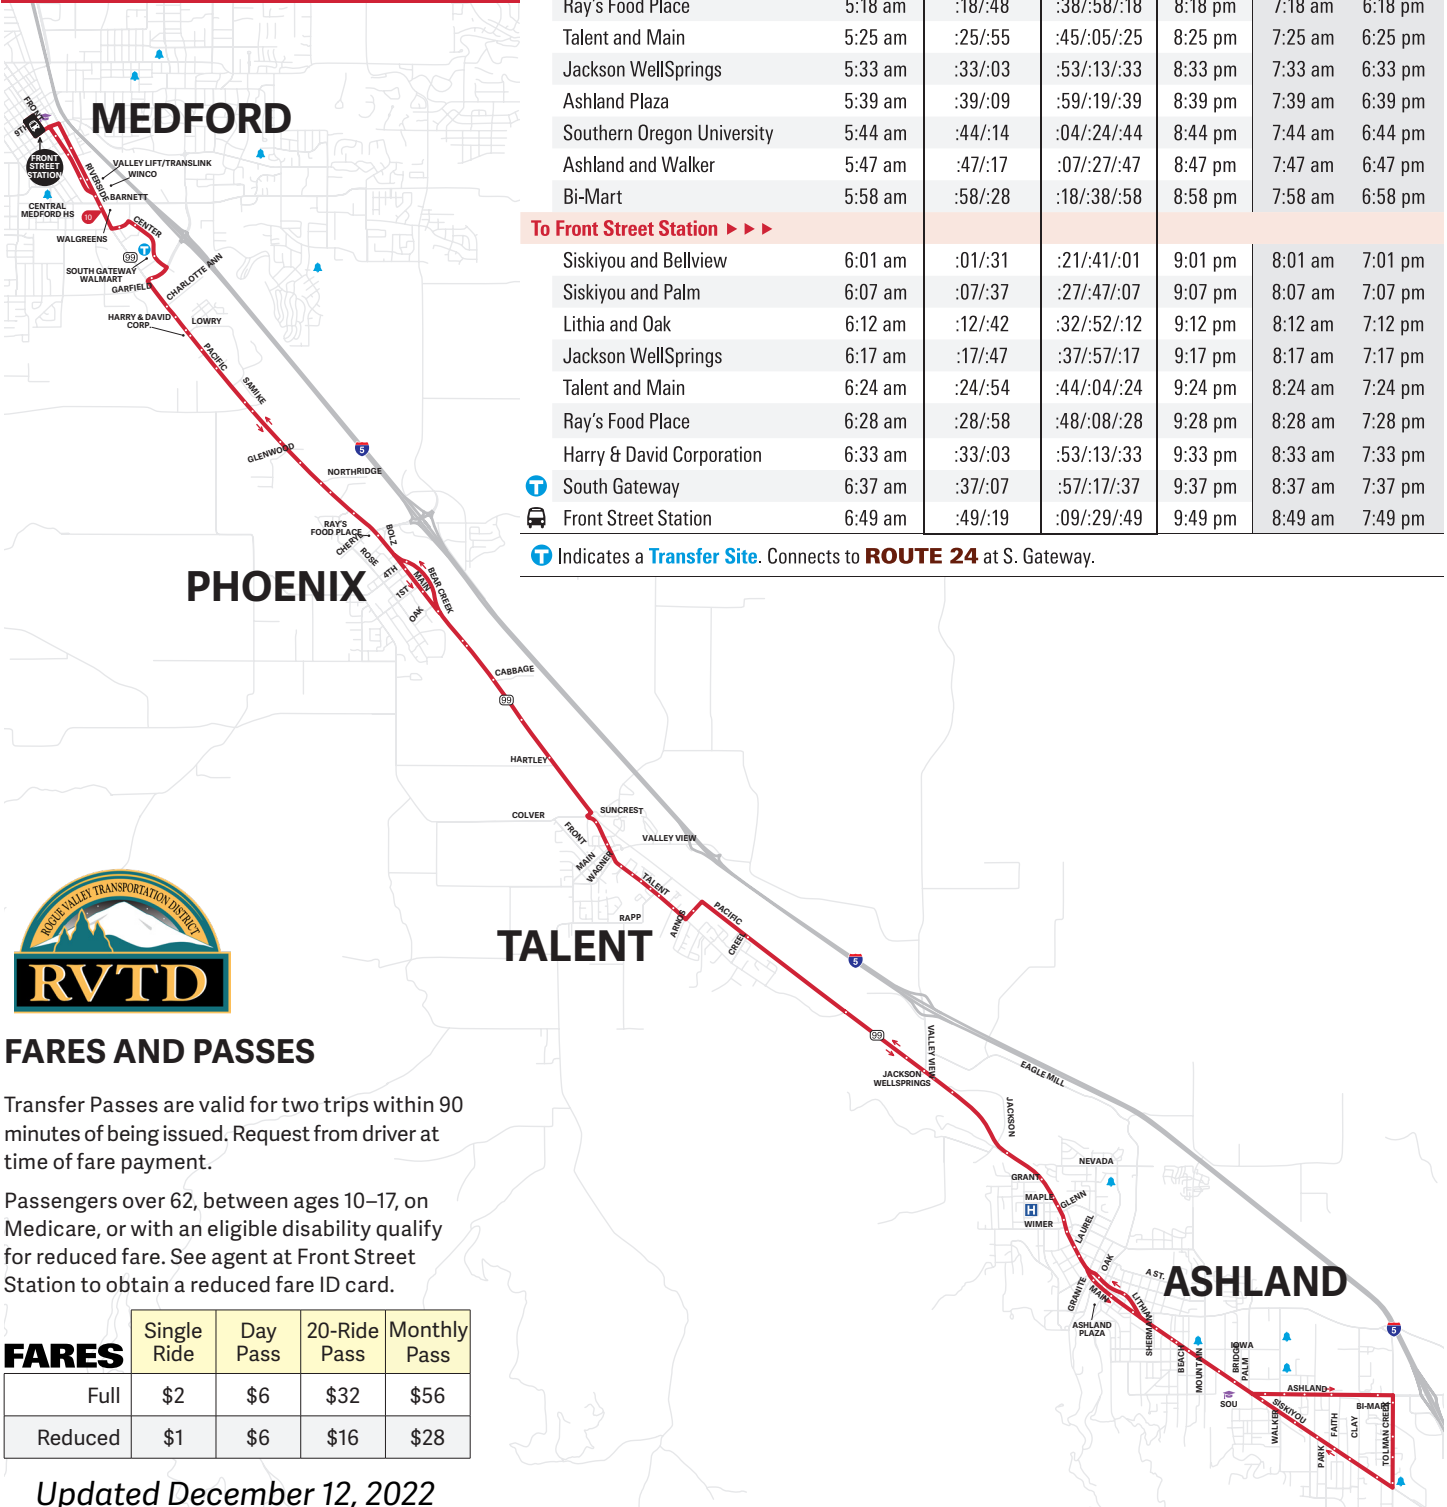 Ray's Food Place 5:18 am :18/:48 :38/:58/:18 8:18 pm 7:18 am 6:18 pm
Talent and Main 5:25 am :25/:55 :45/:05/:25 8:25 pm 7:25 am 6:25 pm
Jackson WellSprings 5:33 am :33/:03 :53/:13/:33 8:33 pm 7:33 am 6:33 pm
Ashland Plaza 5:39 am :39/:09 :59/:19/:39 8:39 pm 7:39 am 6:39 pm
Southern Oregon University 5:44 am :44/:14 :04/:24/:44 8:44 pm 7:44 am 6:44 pm
Ashland and Walker 5:47 am :47/:17 :07/:27/:47 8:47 pm 7:47 am 6:47 pm
Bi-Mart 5:58 am :58/:28 :18/:38/:58 8:58 pm 7:58 am 6:58 pm
To Front Street Station ►►►
Siskiyou and Bellview 6:01 am :01/:31 :21/:41/:01 9:01 pm 8:01 am 7:01 pm
Siskiyou and Palm 6:07 am :07/:37 :27/:47/:07 9:07 pm 8:07 am 7:07 pm
Lithia and Oak 6:12 am :12/:42 :32/:52/:12 9:12 pm 8:12 am 7:12 pm
Jackson WellSprings 6:17 am :17/:47 :37/:57/:17 9:17 pm 8:17 am 7:17 pm
Talent and Main 6:24 am :24/:54 :44/:04/:24 9:24 pm 8:24 am 7:24 pm
Ray's Food Place 6:28 am :28/:58 :48/:08/:28 9:28 pm 8:28 am 7:28 pm
Harry & David Corporation 6:33 am :33/:03 :53/:13/:33 9:33 pm 8:33 am 7:33 pm
T South Gateway 6:37 am :37/:07 :57/:17/:37 9:37 pm 8:37 am 7:37 pm
Front Street Station 6:49 am :49/:19 :09/:29/:49 9:49 pm 8:49 am 7:49 pm
T Indicates a Transfer Site. Connects to ROUTE 24 at S. Gateway.
MEDFORD
FRONT
9TH
FRONT
STREET
STATION
RIVERSIDE
VALLEY LIFT/TRANSLINK
WINCO
BARNETT
CENTRAL
MEDFORD HS
10
WALGREENS
CENTER
T
99
SOUTH GATEWAY
WALMART
GARFIELD
CHARLOTTE ANN
HARRY & DAVID
CORP.
LOWRY
PACIFIC
SAMIKE
GLENWOOD
5
NORTHRIDGE
RAY'S
FOOD PLACE
CHERYL
BOLZ
ROSE
4TH
1ST
MAIN
BEAR CREEK
OAK
PHOENIX
CABBAGE
99
HARTLEY
COLVER
SUNCREST
FRONT
VALLEY VIEW
MAIN
WAGNER
TALENT
RAPP
ARNOS
PACIFIC
CREEL
TALENT
5
99
VALLEY VIEW
JACKSON
WELLSPRINGS
EAGLE MILL
JACKSON
NEVADA
GRANT
MAPLE
GLENN
H
WIMER
LAUREL
OAK
A ST.
ASHLAND
GRANITE
MAIN
LITHIA
ASHLAND
PLAZA
SHERMAN
BEACH
MOUNTAIN
IOWA
BRIDGE
PALM
5
ASHLAND
SOU
SISKIYOU
BI-MART
WALKER
PARK
FAITH
CLAY
TOLMAN CREEK
ROGUE VALLEY TRANSPORTATION DISTRICT
RVTD
FARES AND PASSES
Transfer Passes are valid for two trips within 90
minutes of being issued. Request from driver at
time of fare payment.
Passengers over 62, between ages 10–17, on
Medicare, or with an eligible disability qualify
for reduced fare. See agent at Front Street
Station to obtain a reduced fare ID card.
FARES Single Ride Day Pass 20-Ride Pass Monthly Pass
Full $2 $6 $32 $56
Reduced $1 $6 $16 $28
Updated December 12, 2022